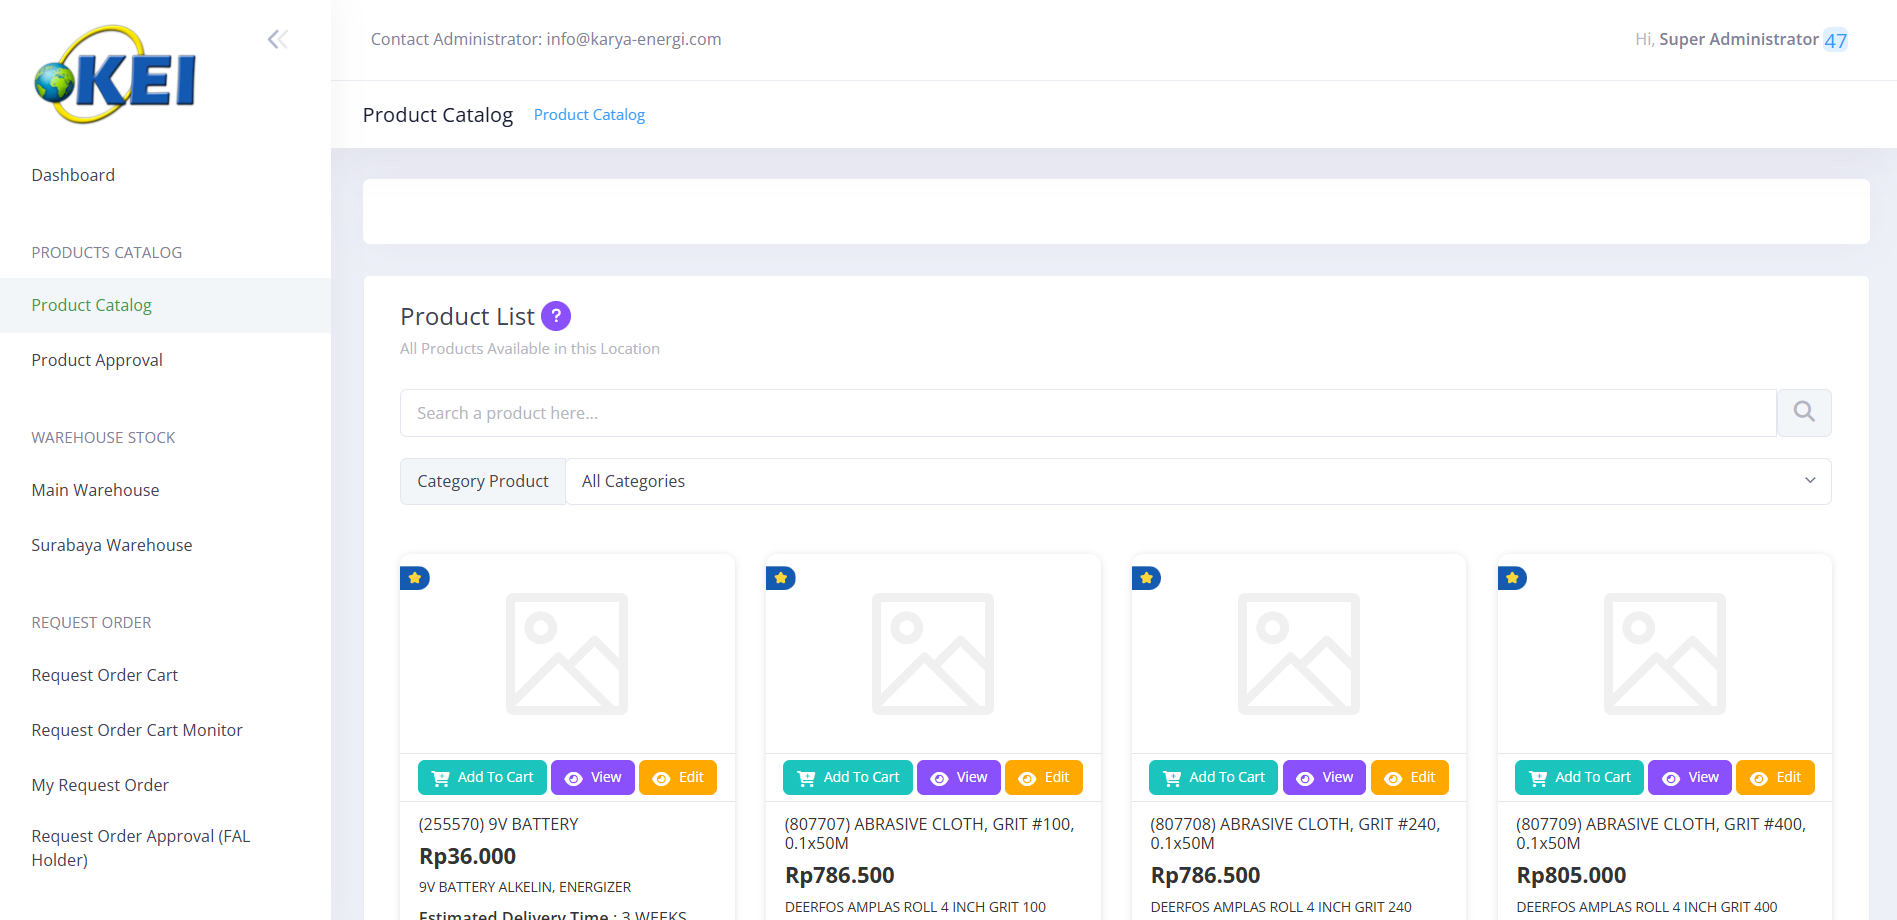 KEI
Contact Administrator: info@karya-energi.com
Hi, Super Administrator 47
Product Catalog Product Catalog
Dashboard
PRODUCTS CATALOG
Product Catalog
Product Approval
WAREHOUSE STOCK
Main Warehouse
Surabaya Warehouse
REQUEST ORDER
Request Order Cart
Request Order Cart Monitor
My Request Order
Request Order Approval (FAL
Holder)
Product List ?
All Products Available in this Location
Search a product here...
Category Product All Categories
Add To Cart View Edit
(255570) 9V BATTERY
Rp36.000
9V BATTERY ALKELIN, ENERGIZER
Estimated Delivery Time : 3 WEEKS
Add To Cart View Edit
(807707) ABRASIVE CLOTH, GRIT #100,
0.1x50M
Rp786.500
DEERFOS AMPLAS ROLL 4 INCH GRIT 100
Add To Cart View Edit
(807708) ABRASIVE CLOTH, GRIT #240,
0.1x50M
Rp786.500
DEERFOS AMPLAS ROLL 4 INCH GRIT 240
Add To Cart View Edit
(807709) ABRASIVE CLOTH, GRIT #400,
0.1x50M
Rp805.000
DEERFOS AMPLAS ROLL 4 INCH GRIT 400